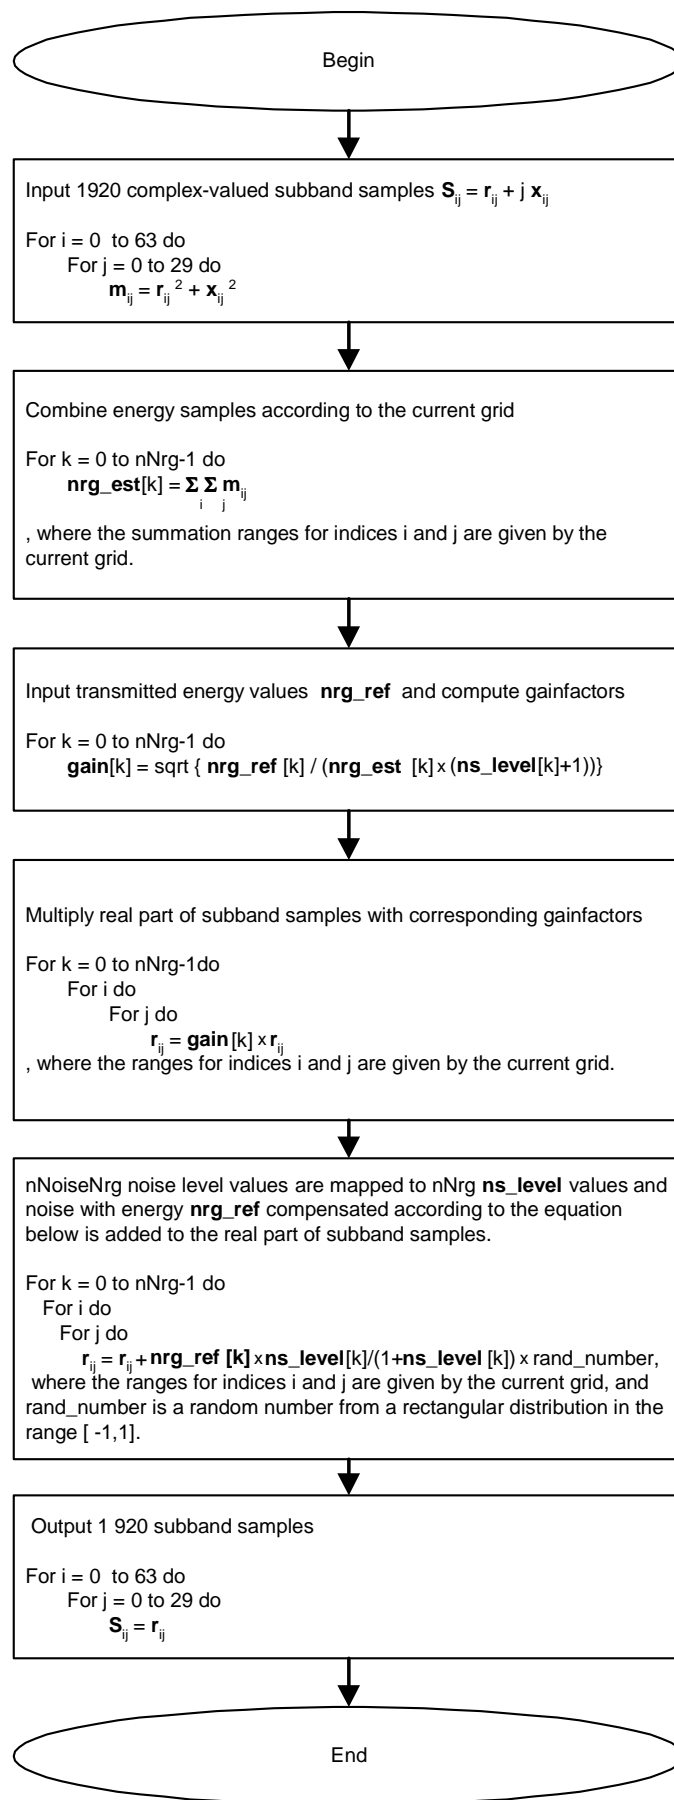 Begin
Input 1920 complex-valued subband samples S_ij = r_ij + j x_ij
For i = 0 to 63 do
For j = 0 to 29 do
m_ij = r_ij ² + x_ij ²
Combine energy samples according to the current grid
For k = 0 to nNrg-1 do
nrg_est[k] = Σ_i Σ_j m_ij
, where the summation ranges for indices i and j are given by the
current grid.
Input transmitted energy values nrg_ref and compute gainfactors
For k = 0 to nNrg-1 do
gain[k] = sqrt { nrg_ref [k] / (nrg_est [k] x (ns_level[k]+1))}
Multiply real part of subband samples with corresponding gainfactors
For k = 0 to nNrg-1do
For i do
For j do
r_ij = gain [k] x r_ij
, where the ranges for indices i and j are given by the current grid.
nNoiseNrg noise level values are mapped to nNrg ns_level values and
noise with energy nrg_ref compensated according to the equation
below is added to the real part of subband samples.
For k = 0 to nNrg-1 do
For i do
For j do
r_ij = r_ij + nrg_ref [k] x ns_level[k]/(1+ns_level [k]) x rand_number,
where the ranges for indices i and j are given by the current grid, and
rand_number is a random number from a rectangular distribution in the
range [ -1,1].
Output 1 920 subband samples
For i = 0 to 63 do
For j = 0 to 29 do
S_ij = r_ij
End